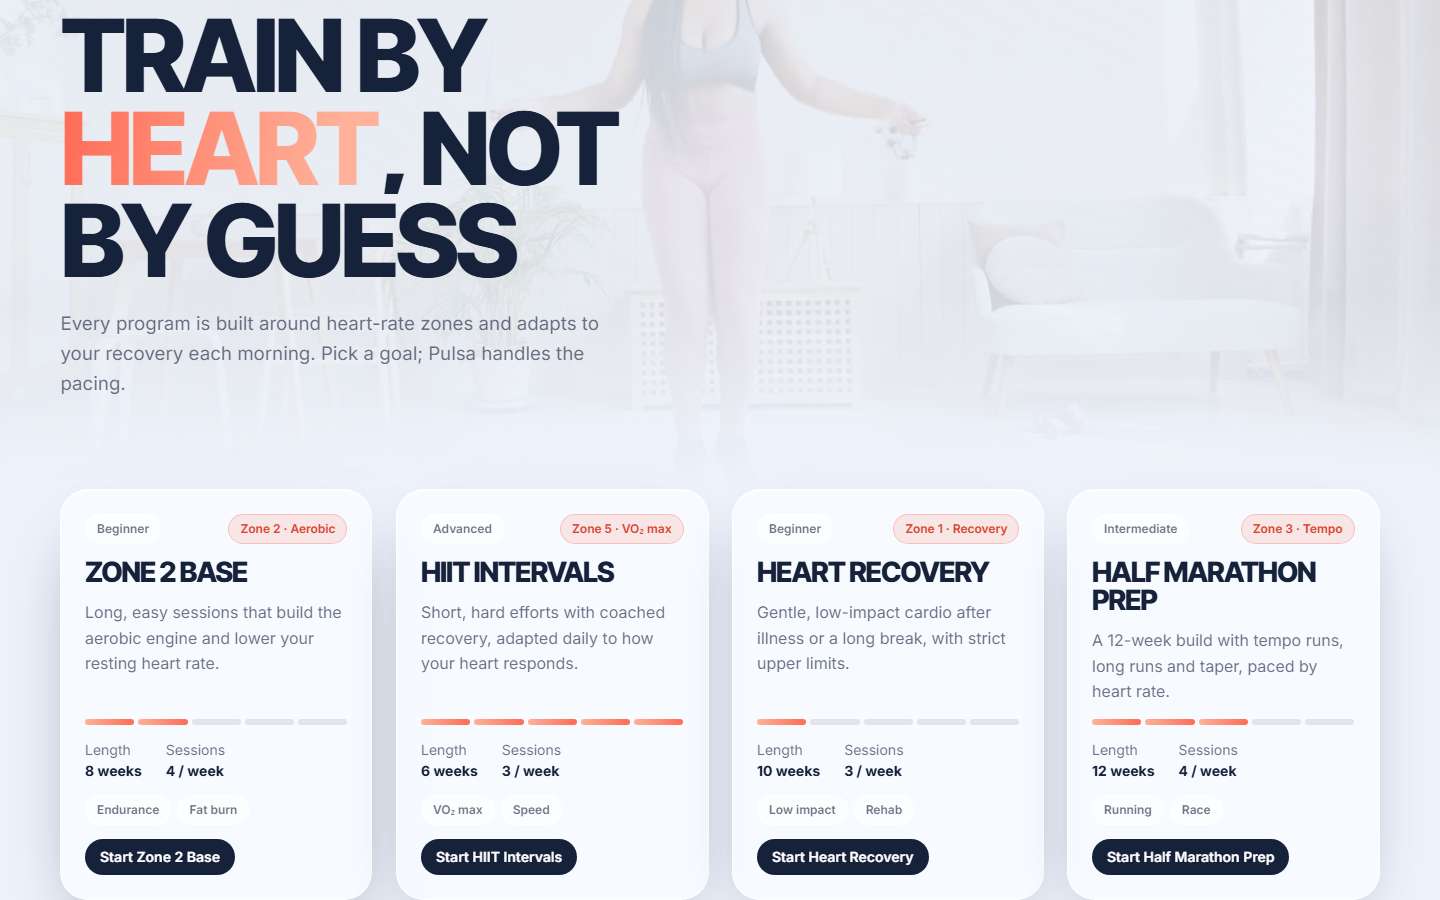 TRAIN BY
HEART , NOT
BY GUESS
Every program is built around heart-rate zones and adapts to
your recovery each morning. Pick a goal; Pulsa handles the
pacing.
Beginner
Zone 2 · Aerobic
ZONE 2 BASE
Long, easy sessions that build the
aerobic engine and lower your
resting heart rate.
Length
Sessions
8 weeks
4 / week
Endurance
Fat burn
Start Zone 2 Base
Advanced
Zone 5 · VO₂ max
HIIT INTERVALS
Short, hard efforts with coached
recovery, adapted daily to how
your heart responds.
Length
Sessions
6 weeks
3 / week
VO₂ max
Speed
Start HIIT Intervals
Beginner
Zone 1 · Recovery
HEART RECOVERY
Gentle, low-impact cardio after
illness or a long break, with strict
upper limits.
Length
Sessions
10 weeks
3 / week
Low impact
Rehab
Start Heart Recovery
Intermediate
Zone 3 · Tempo
HALF MARATHON
PREP
A 12-week build with tempo runs,
long runs and taper, paced by
heart rate.
Length
Sessions
12 weeks
4 / week
Running
Race
Start Half Marathon Prep